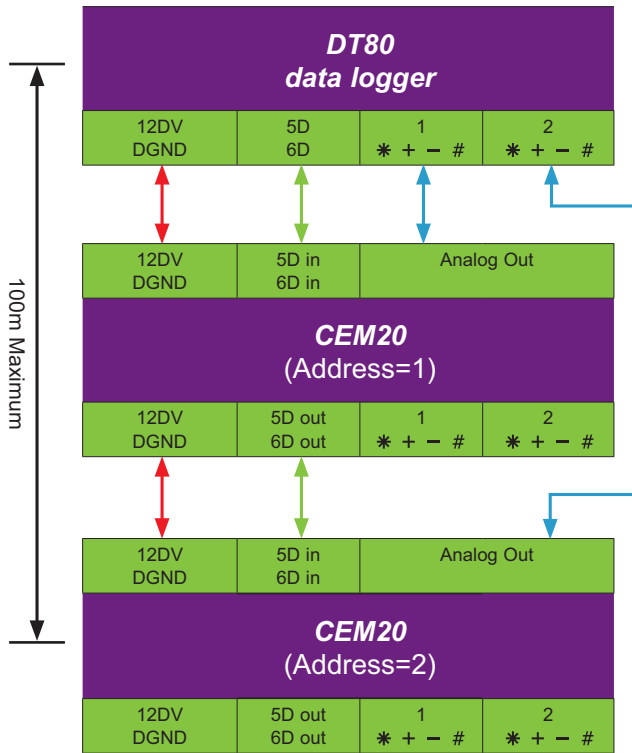 DT80
data logger
12DV 5D 1 2
DGND 6D * + − # * + − #
100m Maximum
12DV 5D in Analog Out
DGND 6D in
CEM20
(Address=1)
12DV 5D out 1 2
DGND 6D out * + − # * + − #
12DV 5D in Analog Out
DGND 6D in
CEM20
(Address=2)
12DV 5D out 1 2
DGND 6D out * + − # * + − #